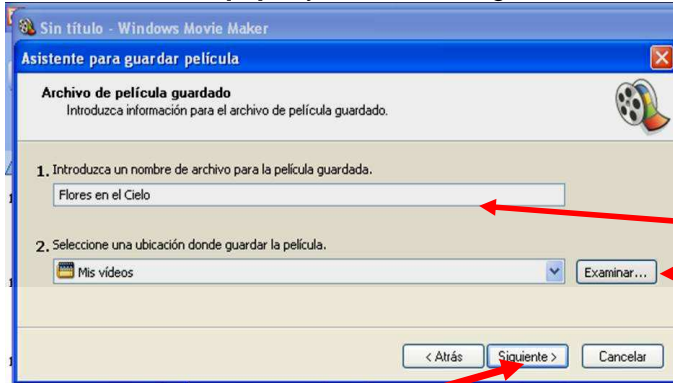 Sin título - Windows Movie Maker
Asistente para guardar película
Archivo de película guardado
Introduzca información para el archivo de película guardado.
1. Introduzca un nombre de archivo para la película guardada.
Flores en el Cielo
2. Seleccione una ubicación donde guardar la película.
Mis vídeos Examinar...
< Atrás Siguiente > Cancelar